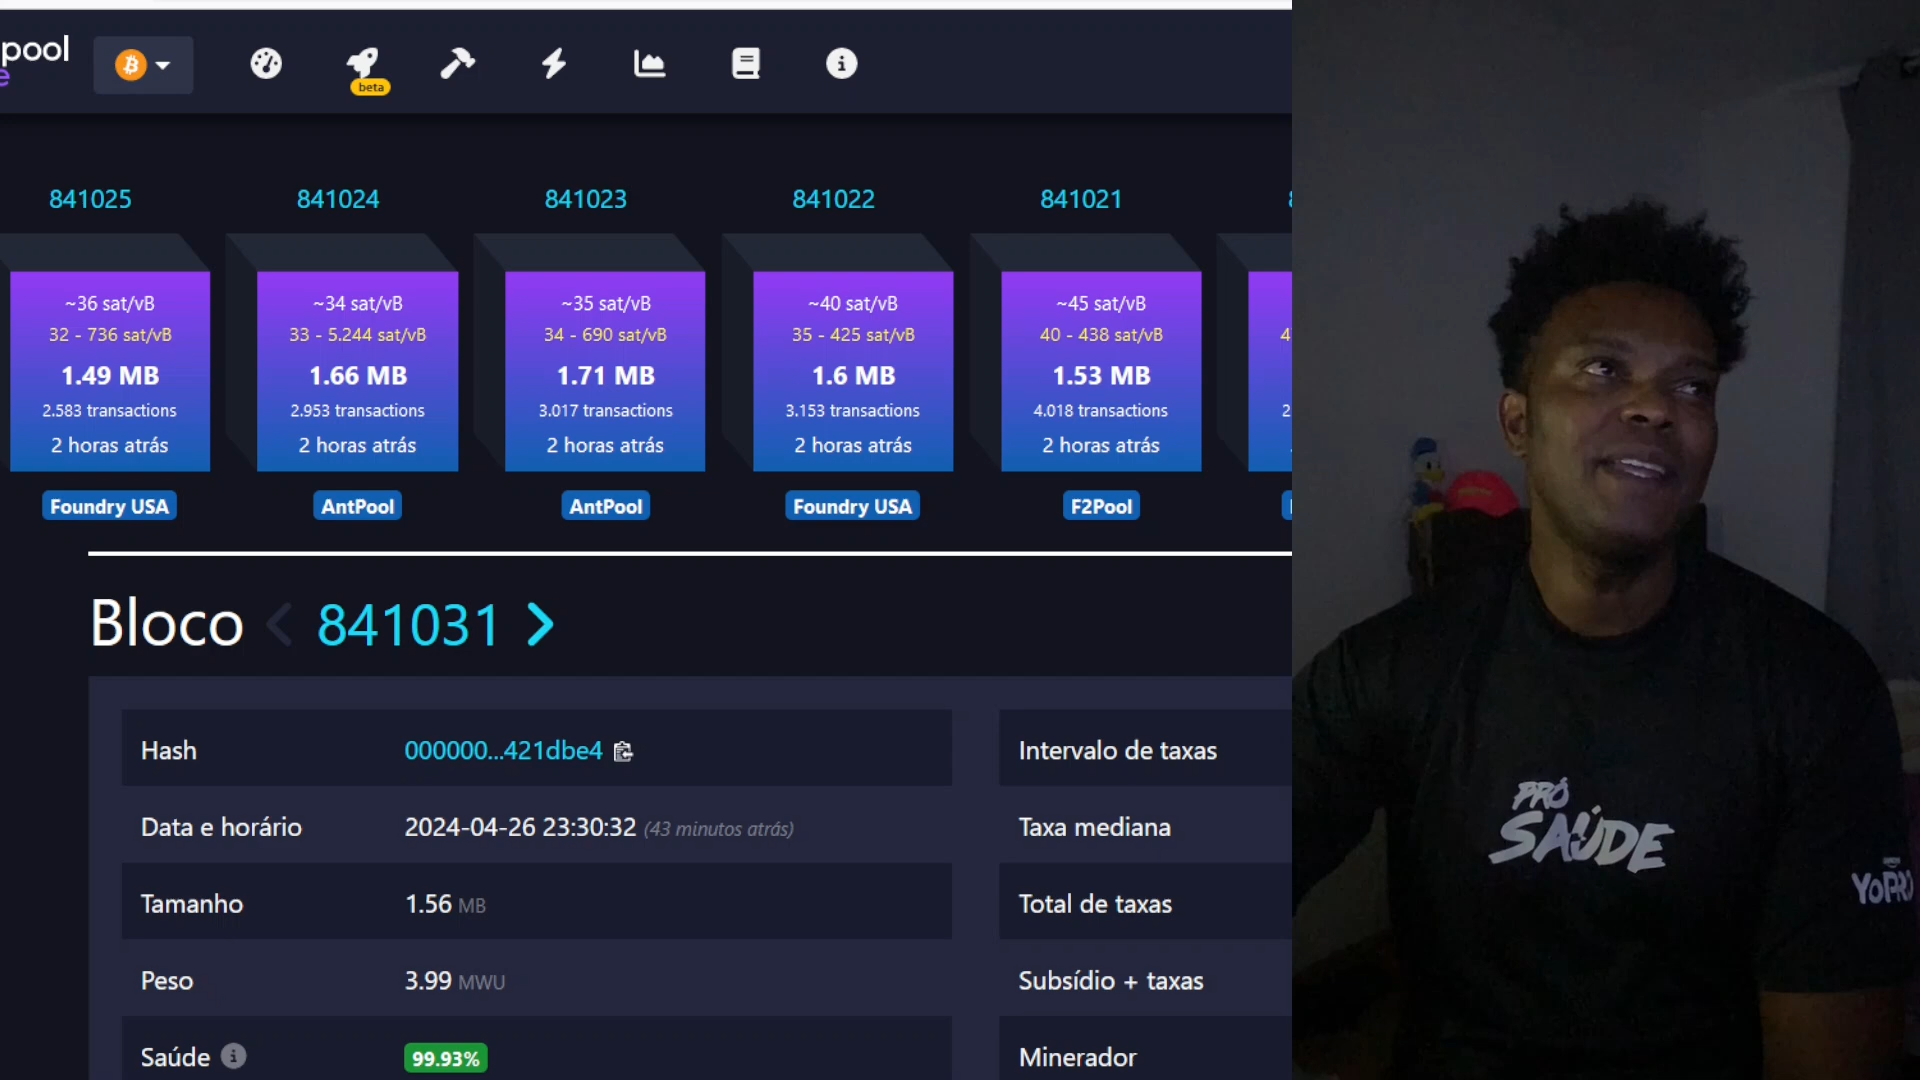 pool
e
beta
841025
841024
841023
841022
841021
~36 sat/vB
32 - 736 sat/vB
1.49 MB
2.583 transactions
2 horas atrás
Foundry USA
~34 sat/vB
33 - 5.244 sat/vB
1.66 MB
2.953 transactions
2 horas atrás
AntPool
~35 sat/vB
34 - 690 sat/vB
1.71 MB
3.017 transactions
2 horas atrás
AntPool
~40 sat/vB
35 - 425 sat/vB
1.6 MB
3.153 transactions
2 horas atrás
Foundry USA
~45 sat/vB
40 - 438 sat/vB
1.53 MB
4.018 transactions
2 horas atrás
F2Pool
4
2
Bloco 841031
Hash 000000...421dbe4
Data e horário 2024-04-26 23:30:32 (43 minutos atrás)
Tamanho 1.56 MB
Peso 3.99 MWU
Saúde 99.93%
Intervalo de taxas
Taxa mediana
Total de taxas
Subsídio + taxas
Minerador
PRÓ
SAÚDE
YoPRO